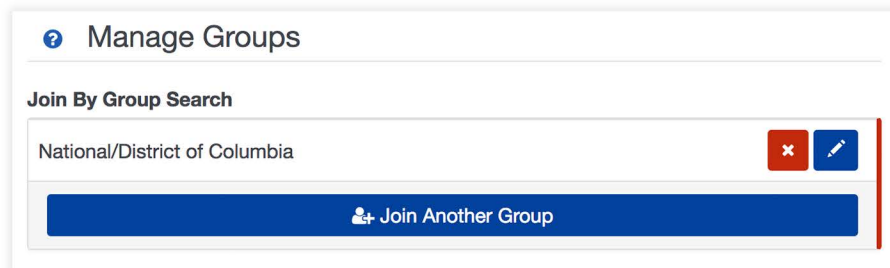 Manage Groups
Join By Group Search
National/District of Columbia
Join Another Group